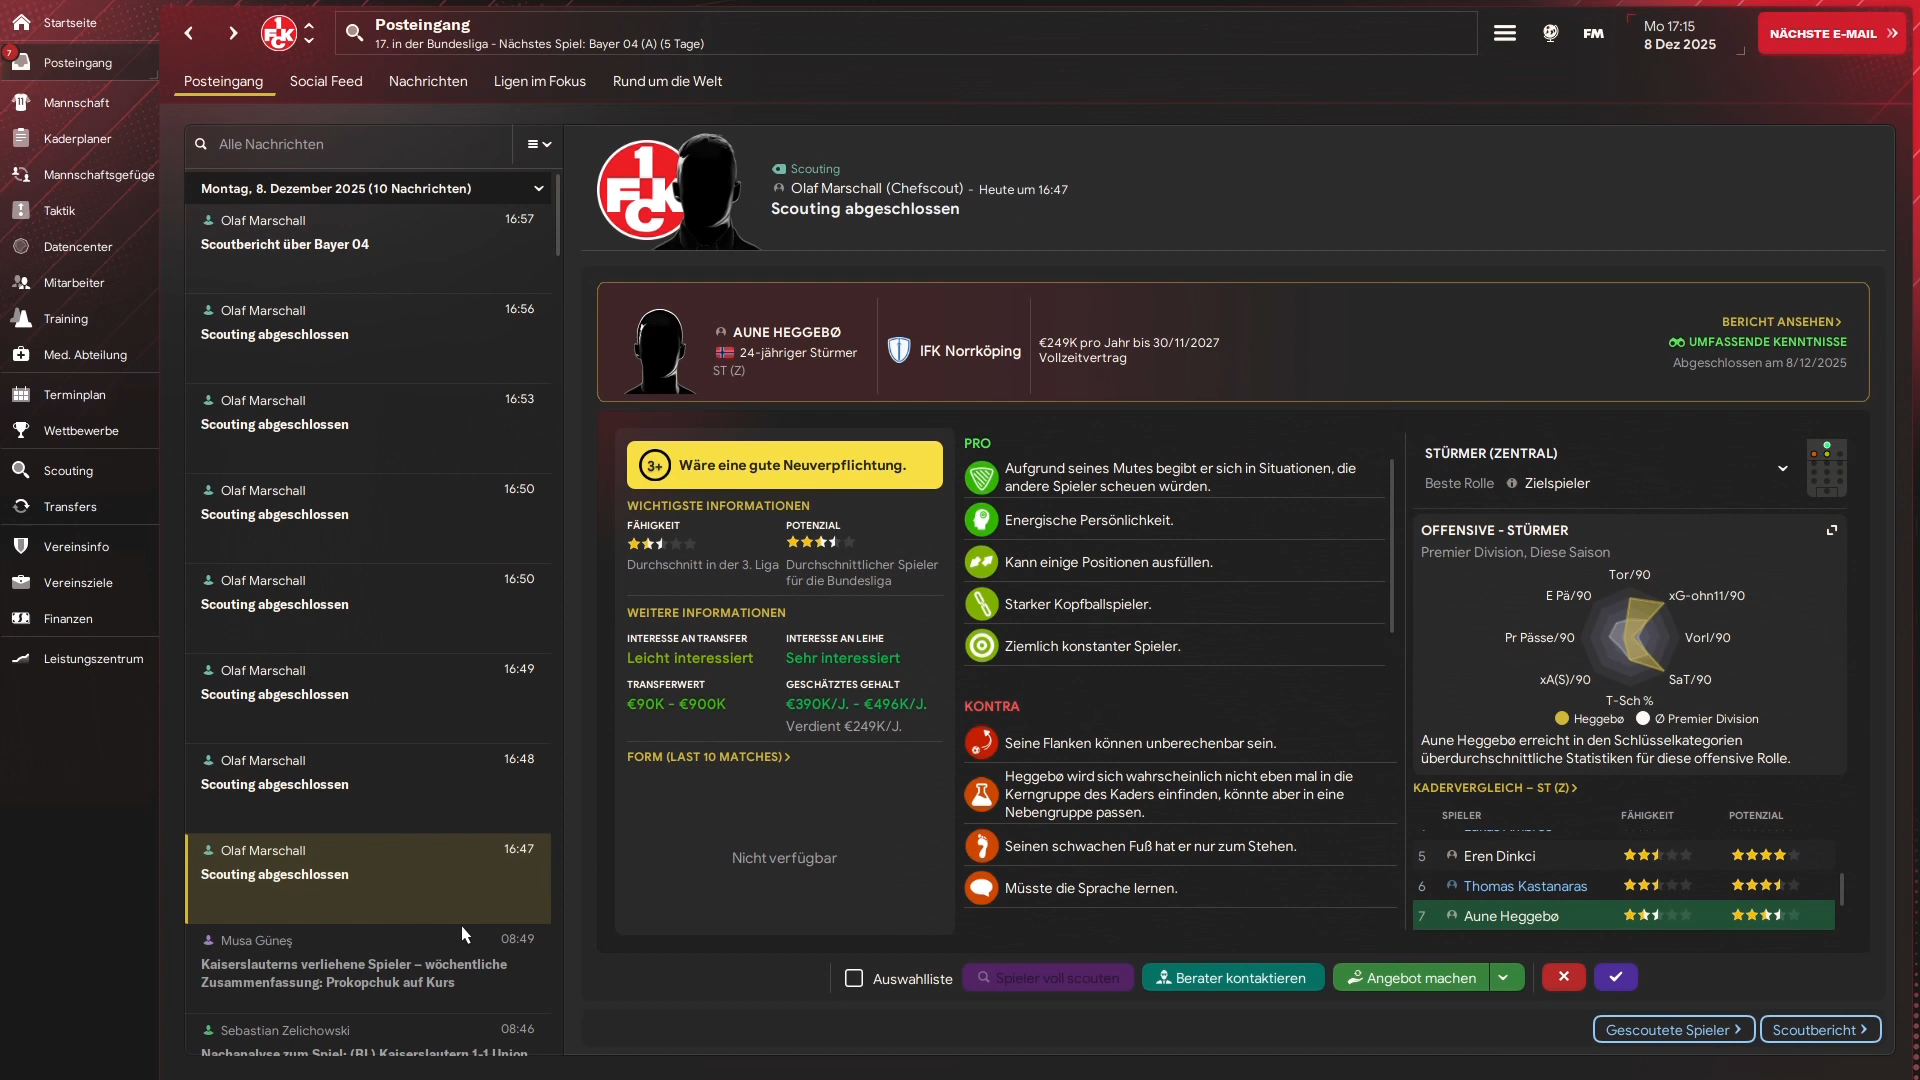 Startseite
7
Posteingang
Mannschaft
Kaderplaner
Mannschaftsgefüge
Taktik
Datencenter
Mitarbeiter
Training
Med. Abteilung
Terminplan
Wettbewerbe
Scouting
Transfers
Vereinsinfo
Vereinsziele
Finanzen
Leistungszentrum
Posteingang
17. in der Bundesliga - Nächstes Spiel: Bayer 04 (A) (5 Tage)
FM
Mo 17:15
8 Dez 2025
NÄCHSTE E-MAIL
Posteingang
Social Feed
Nachrichten
Ligen im Fokus
Rund um die Welt
Alle Nachrichten
Montag, 8. Dezember 2025 (10 Nachrichten)
Olaf Marschall 16:57
Scoutbericht über Bayer 04
Olaf Marschall 16:56
Scouting abgeschlossen
Olaf Marschall 16:53
Scouting abgeschlossen
Olaf Marschall 16:50
Scouting abgeschlossen
Olaf Marschall 16:50
Scouting abgeschlossen
Olaf Marschall 16:49
Scouting abgeschlossen
Olaf Marschall 16:48
Scouting abgeschlossen
Olaf Marschall 16:47
Scouting abgeschlossen
Musa Güneş 08:49
Kaiserslauterns verliehene Spieler – wöchentliche
Zusammenfassung: Prokopchuk auf Kurs
Sebastian Zelichowski 08:46
Nachanalyse zum Spiel: (BL) Kaiserslautern 1-1 Union
1 FCK
Scouting
Olaf Marschall (Chefscout) - Heute um 16:47
Scouting abgeschlossen
AUNE HEGGEBØ
24-jähriger Stürmer
ST (Z)
IFK Norrköping
€249K pro Jahr bis 30/11/2027
Vollzeitvertrag
BERICHT ANSEHEN
UMFASSENDE KENNTNISSE
Abgeschlossen am 8/12/2025
3+ Wäre eine gute Neuverpflichtung.
WICHTIGSTE INFORMATIONEN
FÄHIGKEIT POTENZIAL
Durchschnitt in der 3. Liga
Durchschnittlicher Spieler
für die Bundesliga
WEITERE INFORMATIONEN
INTERESSE AN TRANSFER INTERESSE AN LEIHE
Leicht interessiert Sehr interessiert
TRANSFERWERT GESCHÄTZTES GEHALT
€90K - €900K €390K/J. - €496K/J.
Verdient €249K/J.
FORM (LAST 10 MATCHES)
Nicht verfügbar
PRO
Aufgrund seines Mutes begibt er sich in Situationen, die
andere Spieler scheuen würden.
Energische Persönlichkeit.
Kann einige Positionen ausfüllen.
Starker Kopfballspieler.
Ziemlich konstanter Spieler.
KONTRA
Seine Flanken können unberechenbar sein.
Heggebø wird sich wahrscheinlich nicht eben mal in die
Kerngruppe des Kaders einfinden, könnte aber in eine
Nebengruppe passen.
Seinen schwachen Fuß hat er nur zum Stehen.
Müsste die Sprache lernen.
STÜRMER (ZENTRAL)
Beste Rolle Zielspieler
OFFENSIVE - STÜRMER
Premier Division, Diese Saison
Tor/90
E Pä/90 xG-ohn11/90
Pr Pässe/90 Vorl/90
xA(S)/90 SaT/90
T-Sch %
Heggebø Ø Premier Division
Aune Heggebø erreicht in den Schlüsselkategorien
überdurchschnittliche Statistiken für diese offensive Rolle.
KADERVERGLEICH – ST (Z)
SPIELER FÄHIGKEIT POTENZIAL
5 Eren Dinkci
6 Thomas Kastanaras
7 Aune Heggebø
Auswahlliste
Spieler voll scouten
Berater kontaktieren
Angebot machen
Gescoutete Spieler
Scoutbericht